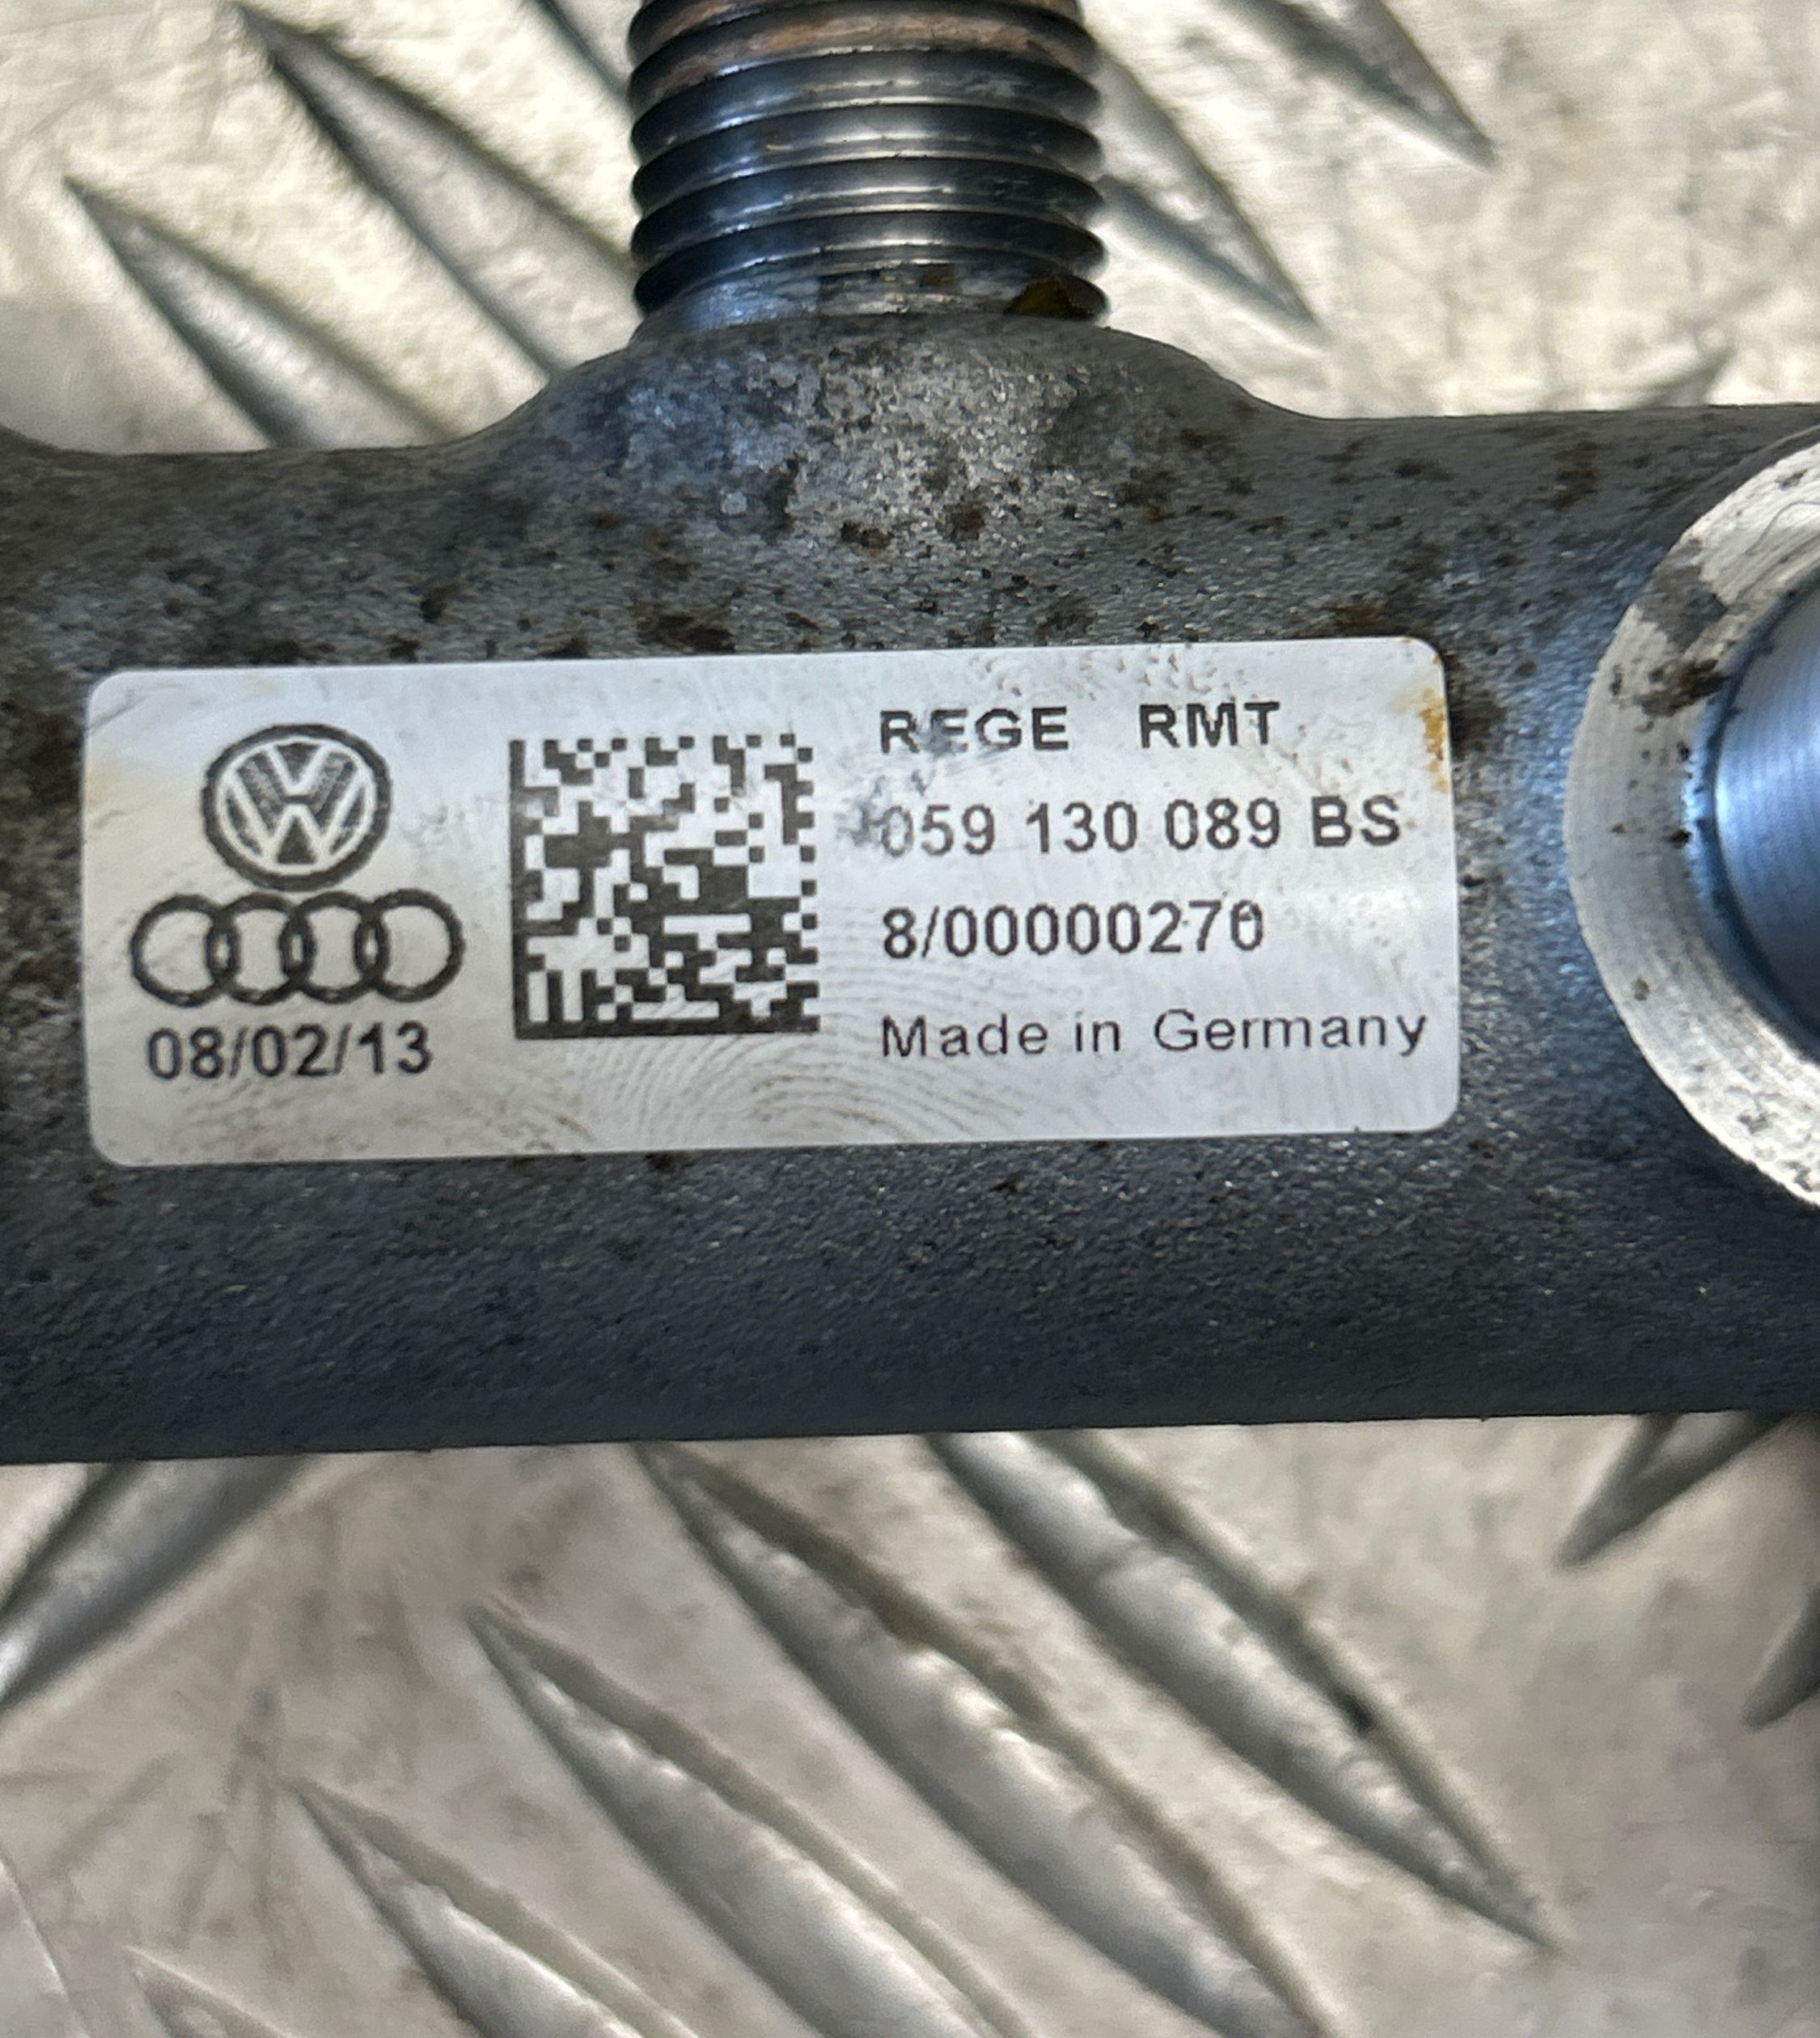 08/02/13
REGE RMT
059 130 089 BS
8/00000270
Made in Germany